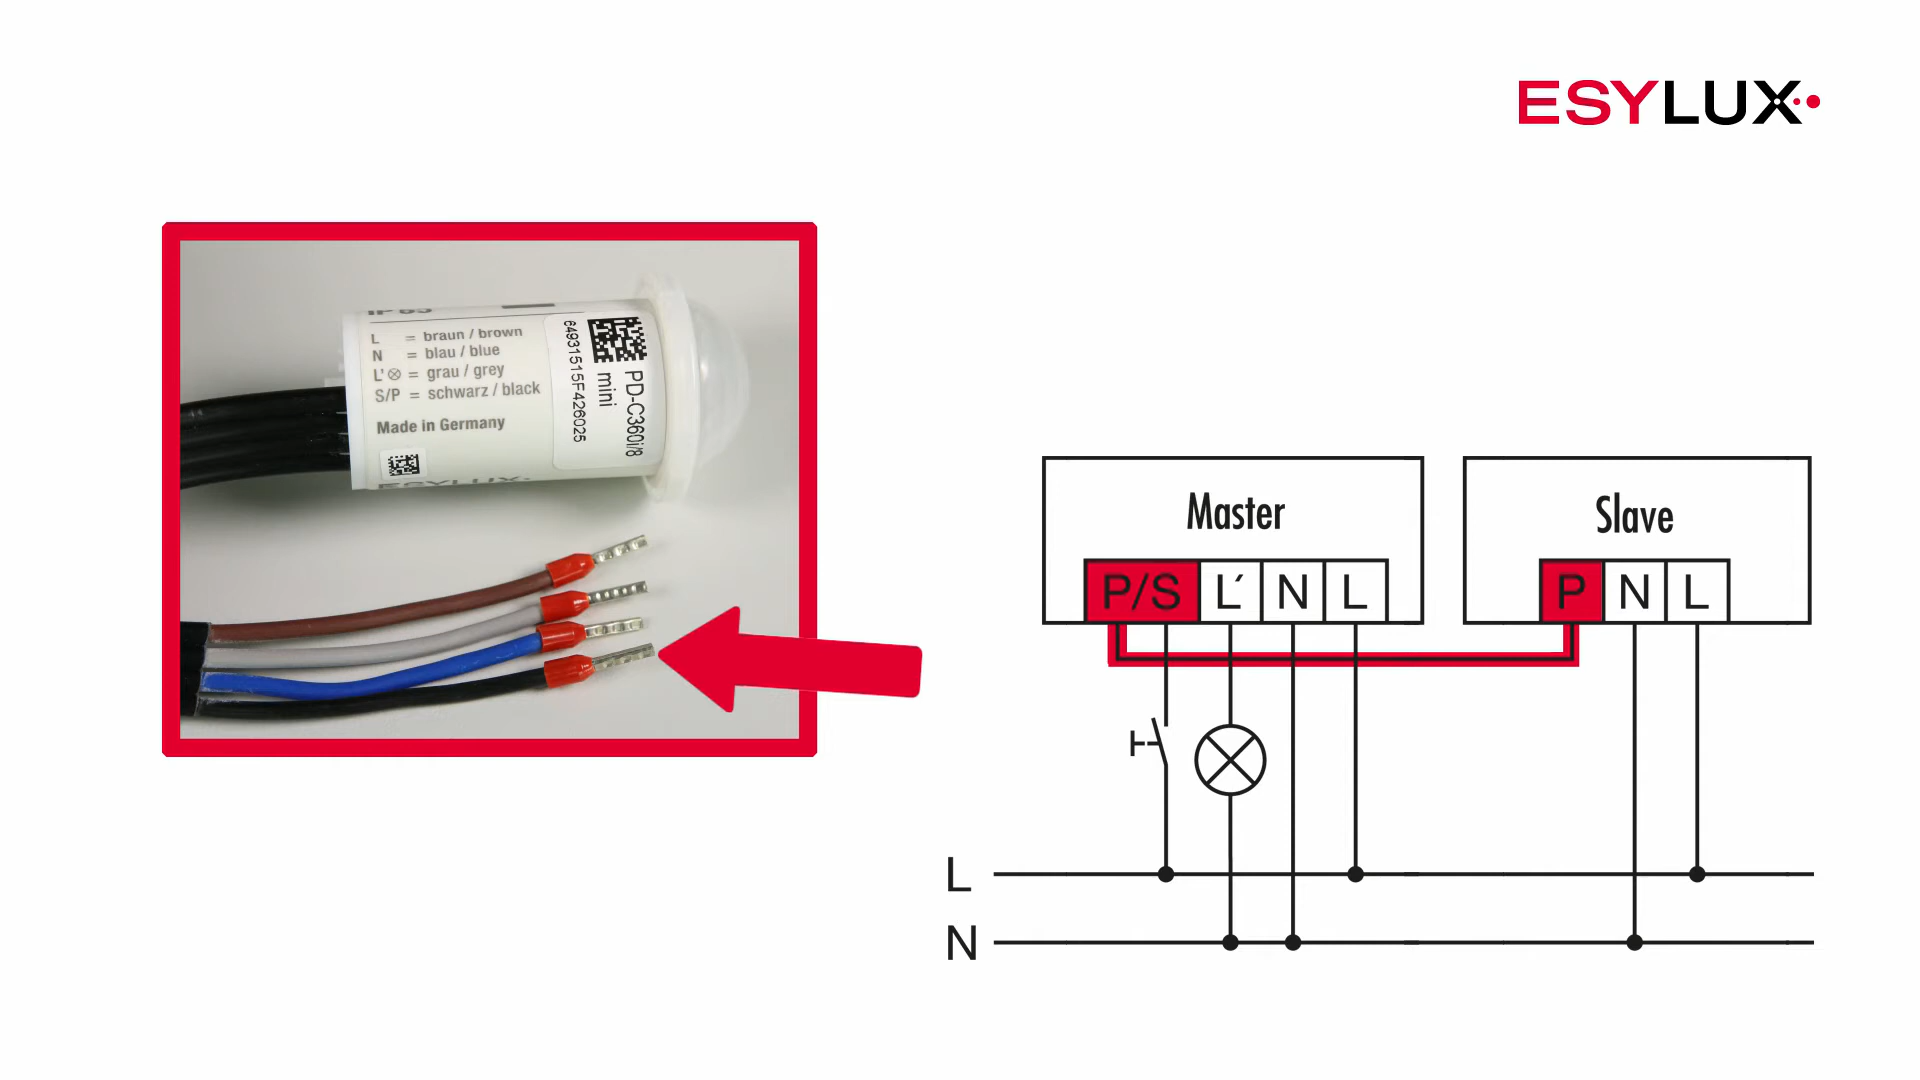 ESYLUX
L = braun / brown
N = blau / blue
L'⊗ = grau / grey
S/P = schwarz / black
Made in Germany
64931515F426025
PD-C360i/8
mini
ESYLUX
Master
Slave
P/S L´ N L
P N L
L
N